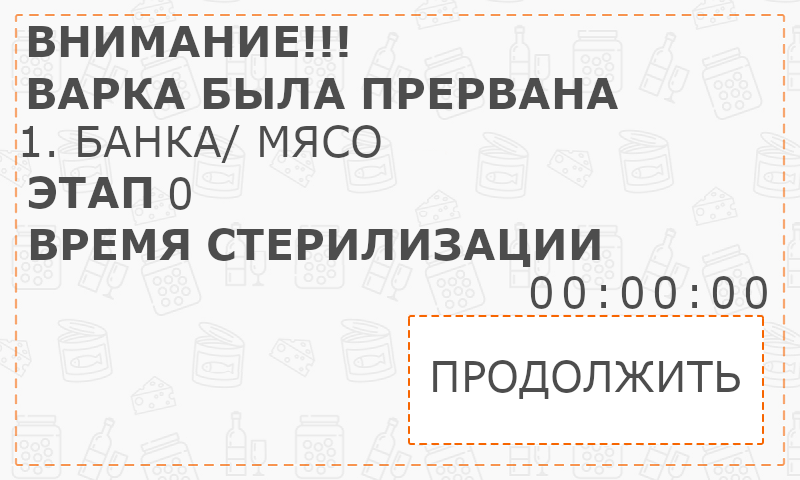 ВНИМАНИЕ!!!
ВАРКА БЫЛА ПРЕРВАНА
1. БАНКА/ МЯСО
ЭТАП 0
ВРЕМЯ СТЕРИЛИЗАЦИИ
00:00:00
ПРОДОЛЖИТЬ